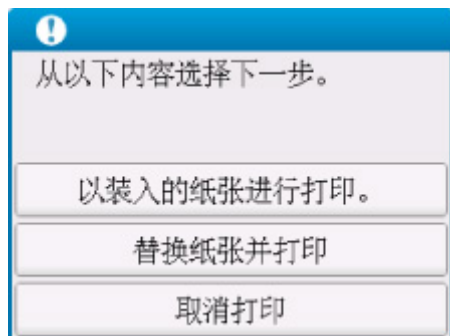 从以下内容选择下一步。
以装入的纸张进行打印。
替换纸张并打印
取消打印